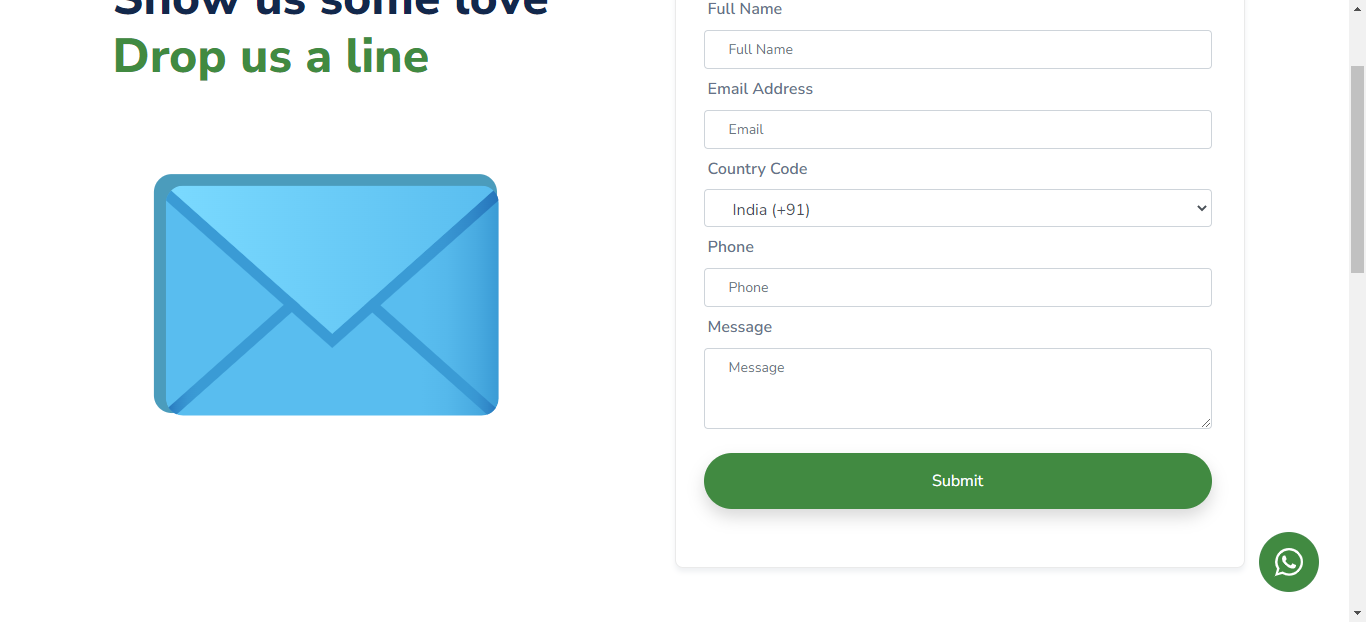 Show us some love
Drop us a line
Full Name
Full Name
Email Address
Email
Country Code
India (+91)
Phone
Phone
Message
Message
Submit